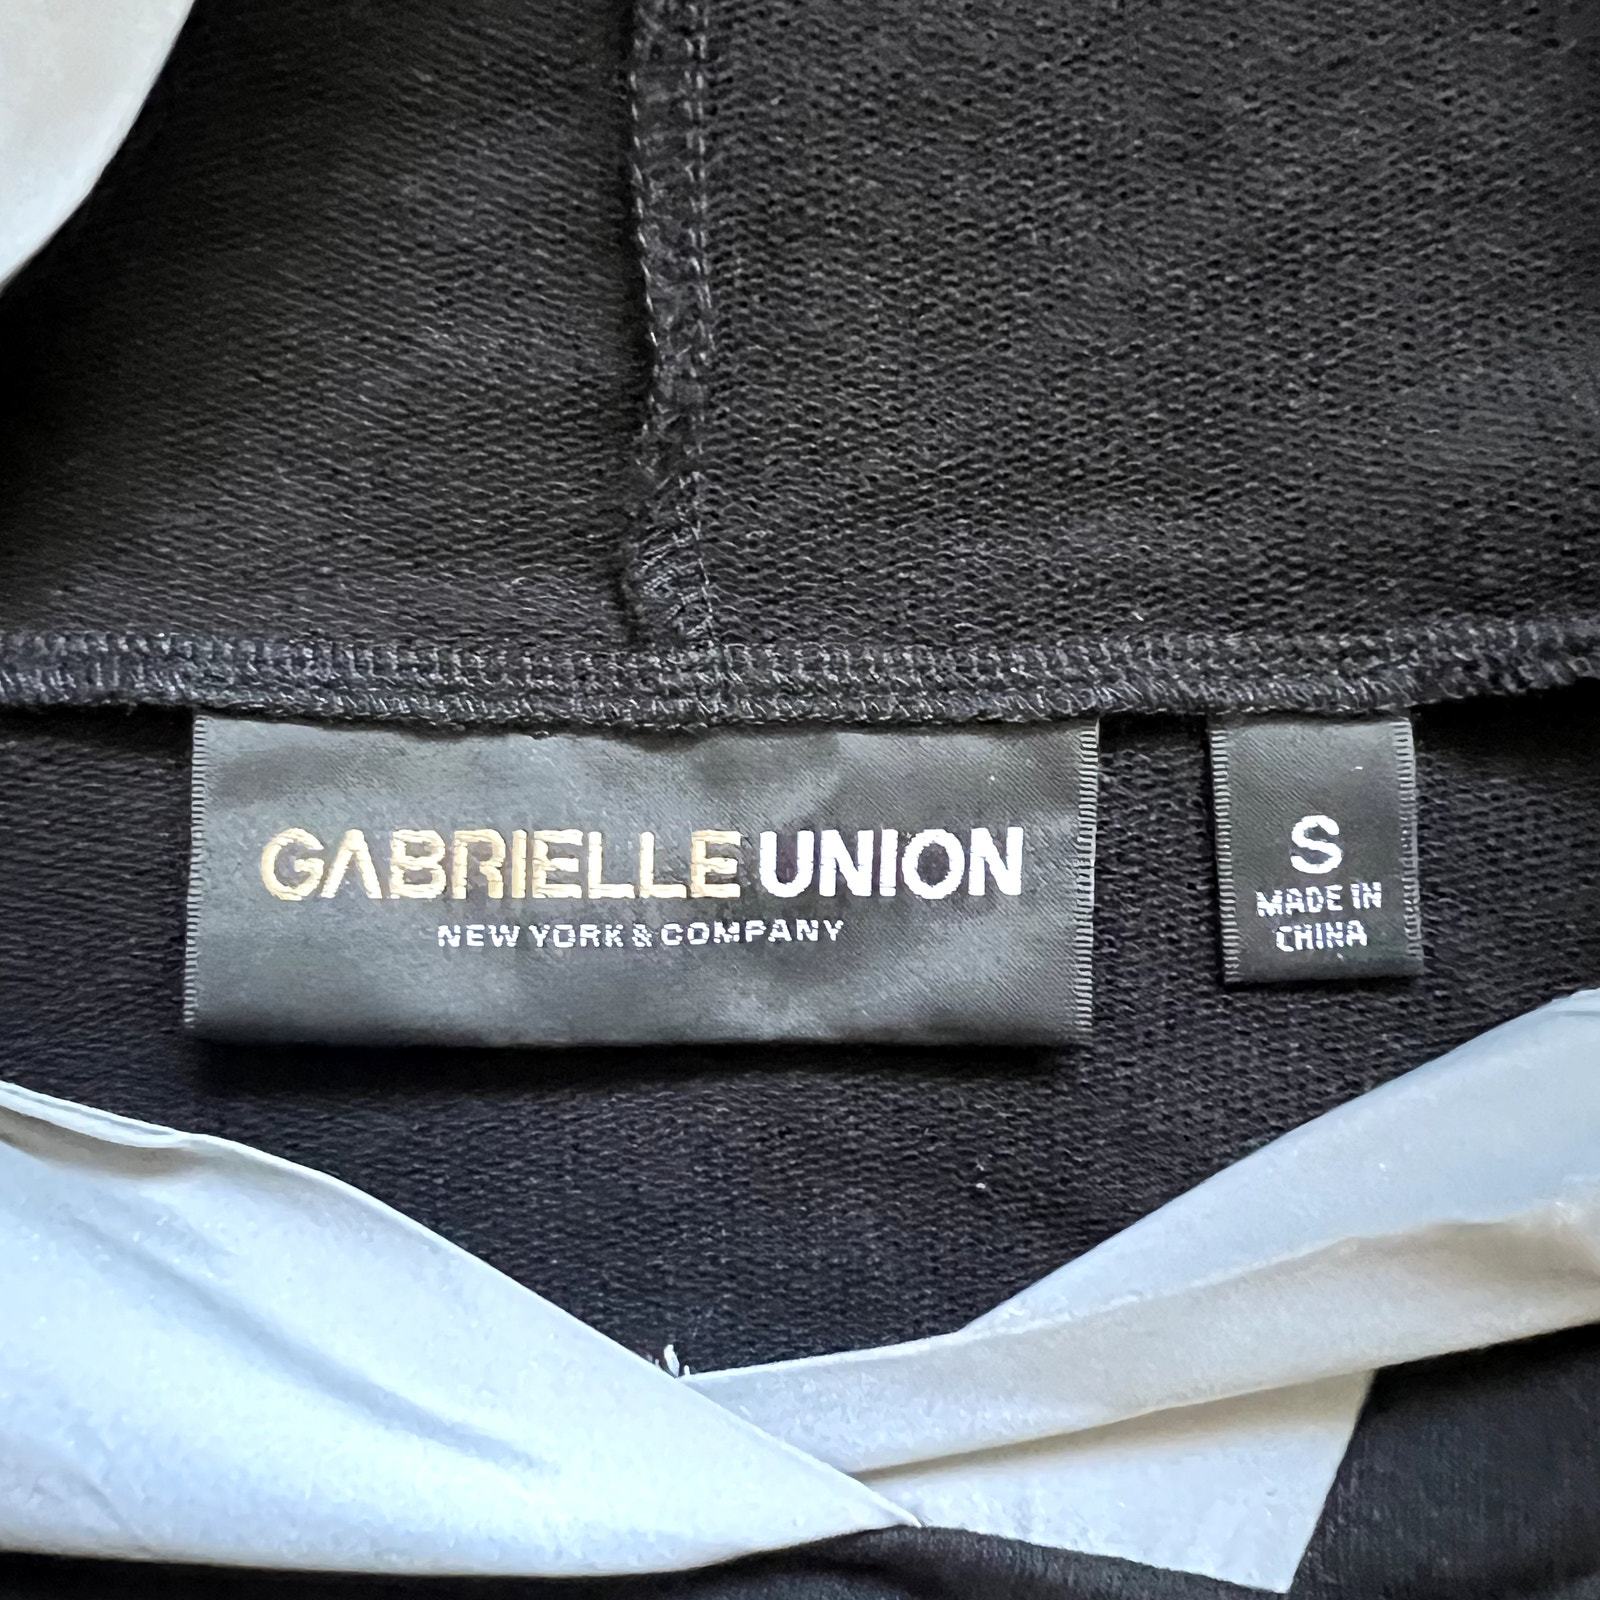 GABRIELLE UNION
NEW YORK & COMPANY
S
MADE IN
CHINA